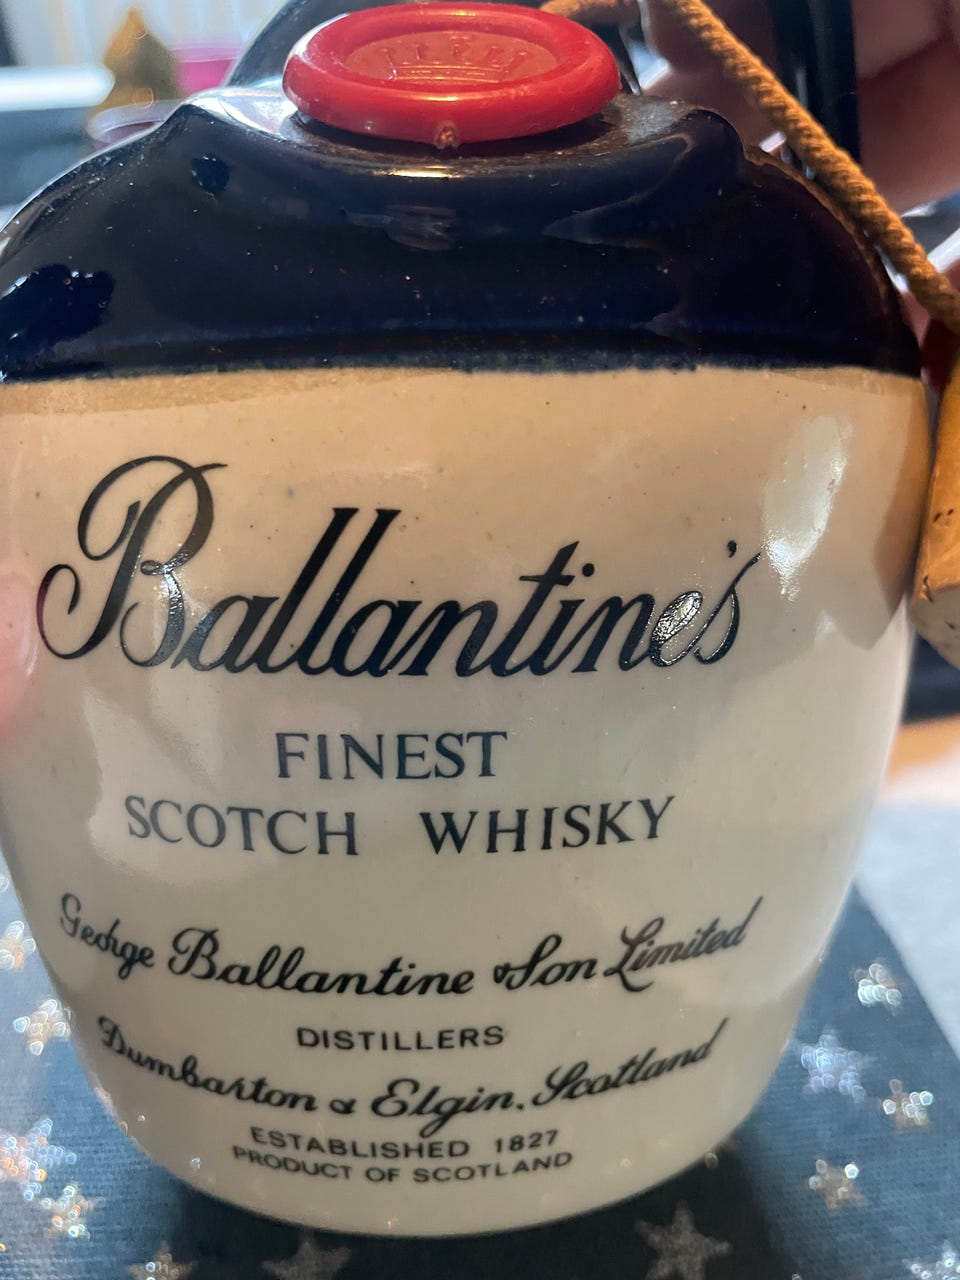 Ballantine's
FINEST
SCOTCH WHISKY
George Ballantine & Son Limited
DISTILLERS
Dumbarton & Elgin. Scotland
ESTABLISHED 1827
PRODUCT OF SCOTLAND